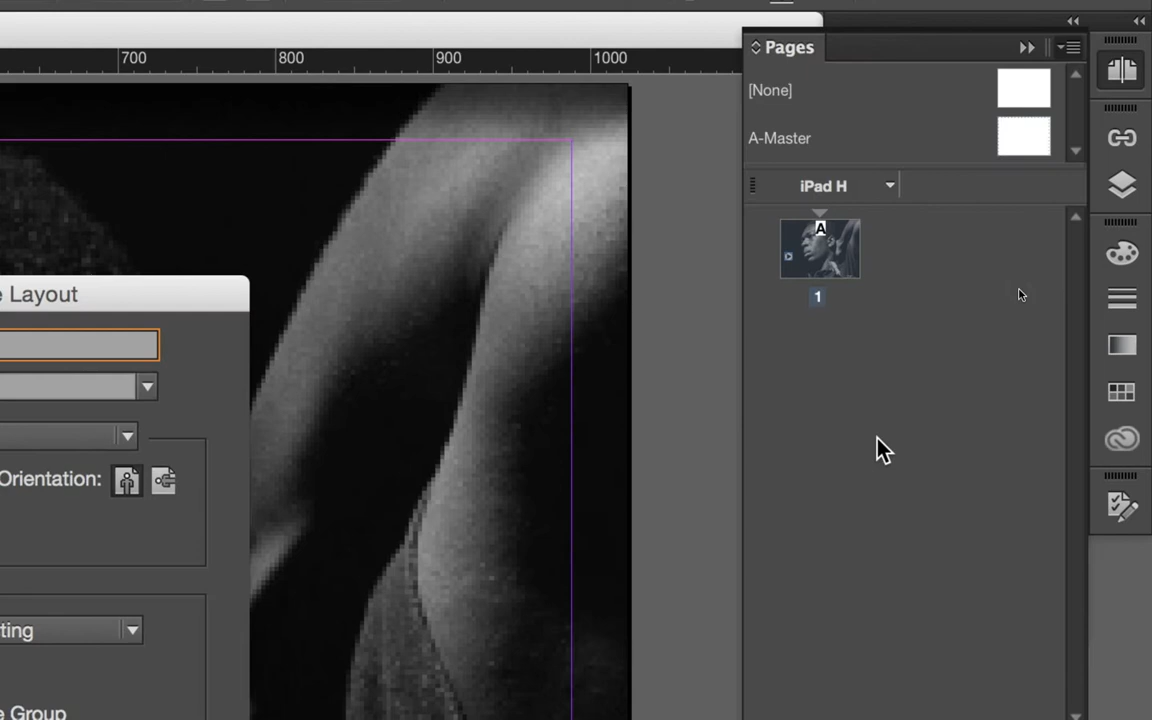 700
800
900
1000
Pages
[None]
A-Master
iPad H
A
1
e Layout
Orientation:
ting
e Group